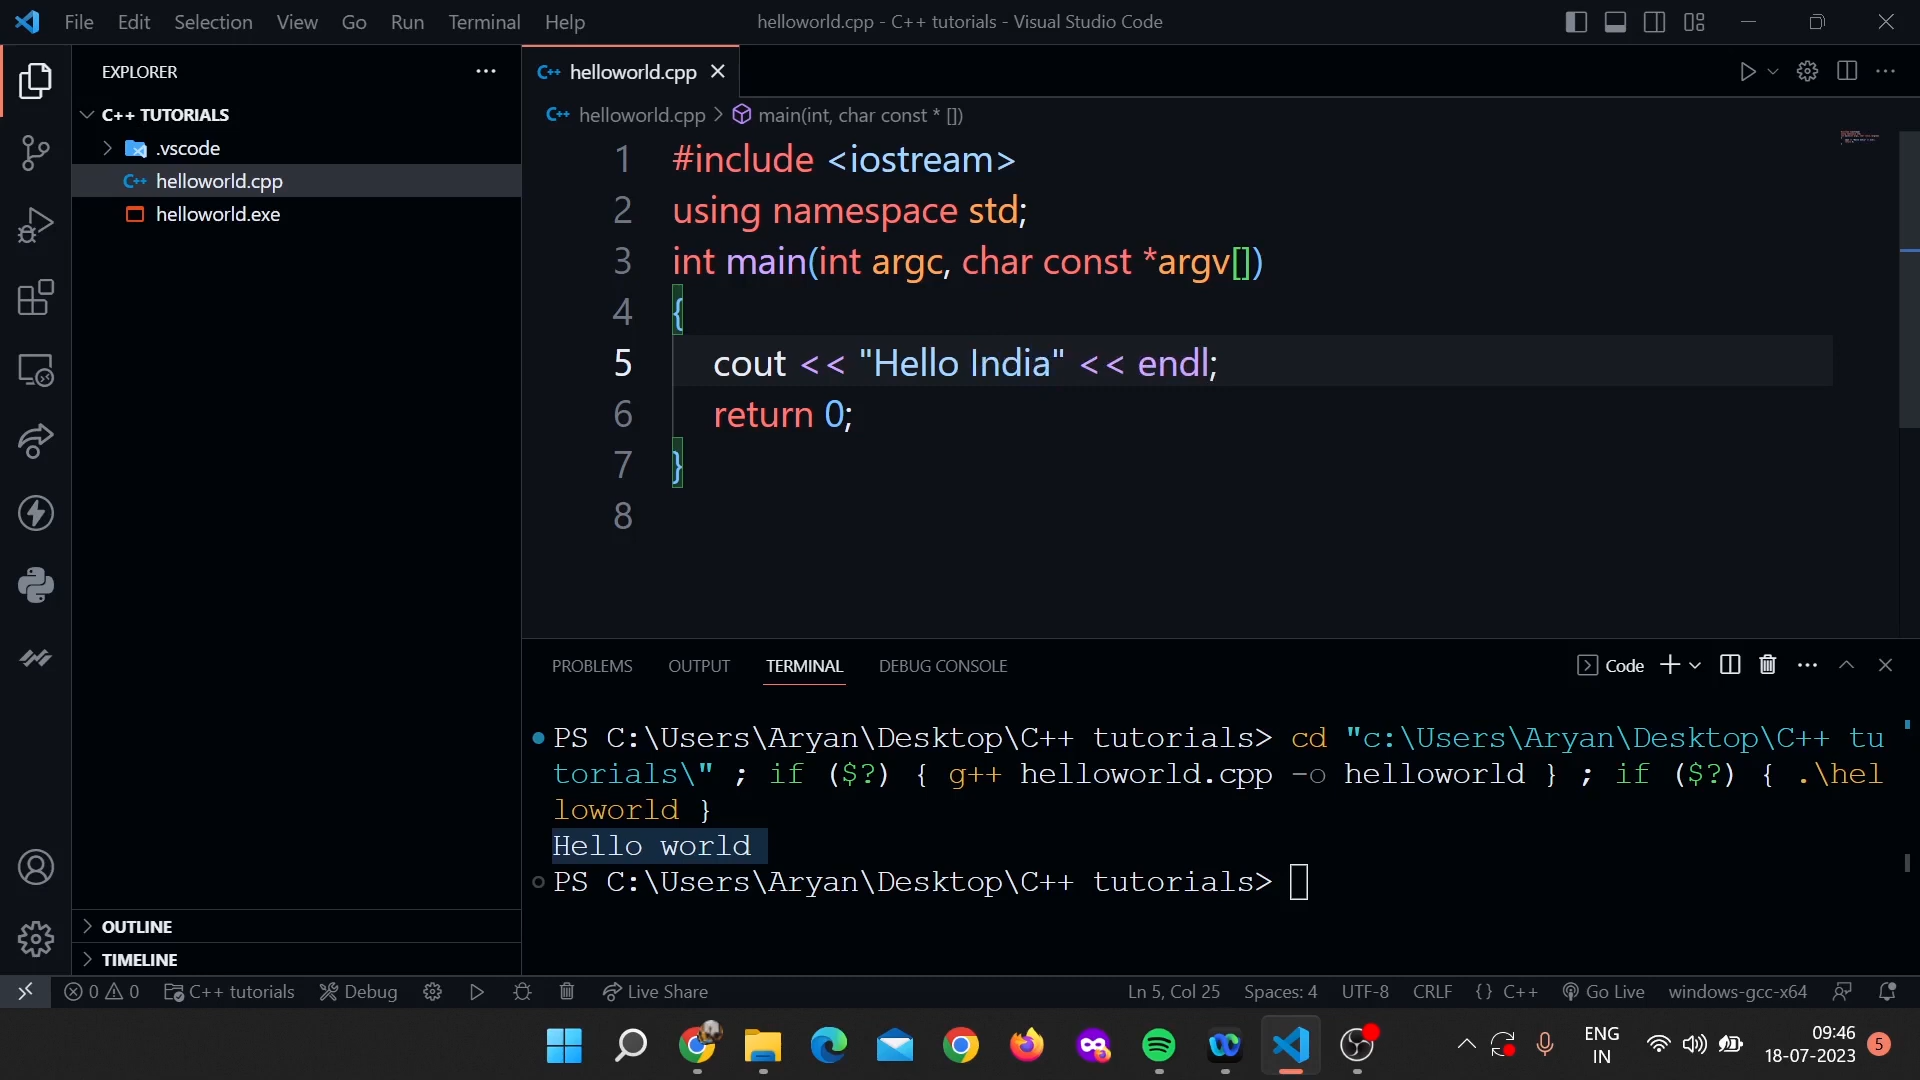 File Edit Selection View Go Run Terminal Help
helloworld.cpp - C++ tutorials - Visual Studio Code
EXPLORER
C++ TUTORIALS
.vscode
helloworld.cpp
helloworld.exe
OUTLINE
TIMELINE
C++ helloworld.cpp
C++ helloworld.cpp > main(int, char const * [])
1 #include <iostream>
2 using namespace std;
3 int main(int argc, char const *argv[])
4 {
5 cout << "Hello India" << endl;
6 return 0;
7 }
8
PROBLEMS OUTPUT TERMINAL DEBUG CONSOLE
Code
PS C:\Users\Aryan\Desktop\C++ tutorials> cd "c:\Users\Aryan\Desktop\C++ tu
torials\" ; if ($?) { g++ helloworld.cpp -o helloworld } ; if ($?) { .\hel
loworld }
Hello world
PS C:\Users\Aryan\Desktop\C++ tutorials>
0 0 C++ tutorials Debug Live Share
Ln 5, Col 25 Spaces: 4 UTF-8 CRLF {} C++ Go Live windows-gcc-x64
ENG
IN
09:46
18-07-2023
5